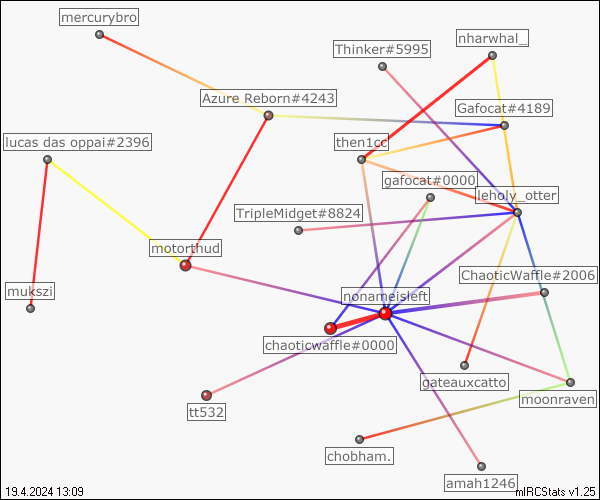 mercurybro
nharwhal_
Thinker#5995
Azure Reborn#4243
Gafocat#4189
lucas das oppai#2396
then1cc
gafocat#0000
leholy_otter
TripleMidget#8824
motorthud
ChaoticWaffle#2006
mukszi
nonameisleft
chaoticwaffle#0000
gateauxcatto
moonraven
tt532
chobham.
amah1246
19.4.2024 13:09
mIRCStats v1.25